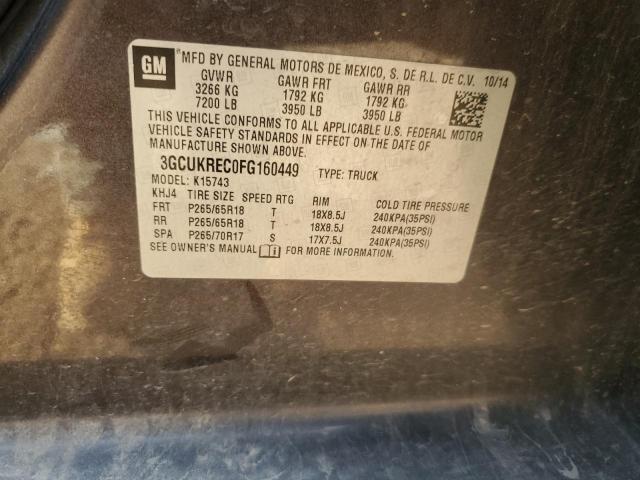 GM
MFD BY GENERAL MOTORS DE MEXICO, S. DE R.L. DE C.V. 10/14
GVWR GAWR FRT GAWR RR
3266 KG 1792 KG 1792 KG
7200 LB 3950 LB 3950 LB
THIS VEHICLE CONFORMS TO ALL APPLICABLE U.S. FEDERAL MOTOR
VEHICLE SAFETY STANDARDS IN EFFECT ON THE DATE OF
MANUFACTURE SHOWN ABOVE.
3GCUKREC0FG160449 TYPE: TRUCK
MODEL: K15743
KHJ4 TIRE SIZE SPEED RTG RIM COLD TIRE PRESSURE
FRT P265/65R18 T 18X8.5J 240KPA(35PSI)
RR P265/65R18 T 18X8.5J 240KPA(35PSI)
SPA P265/70R17 S 17X7.5J 240KPA(35PSI)
SEE OWNER'S MANUAL FOR MORE INFORMATION.